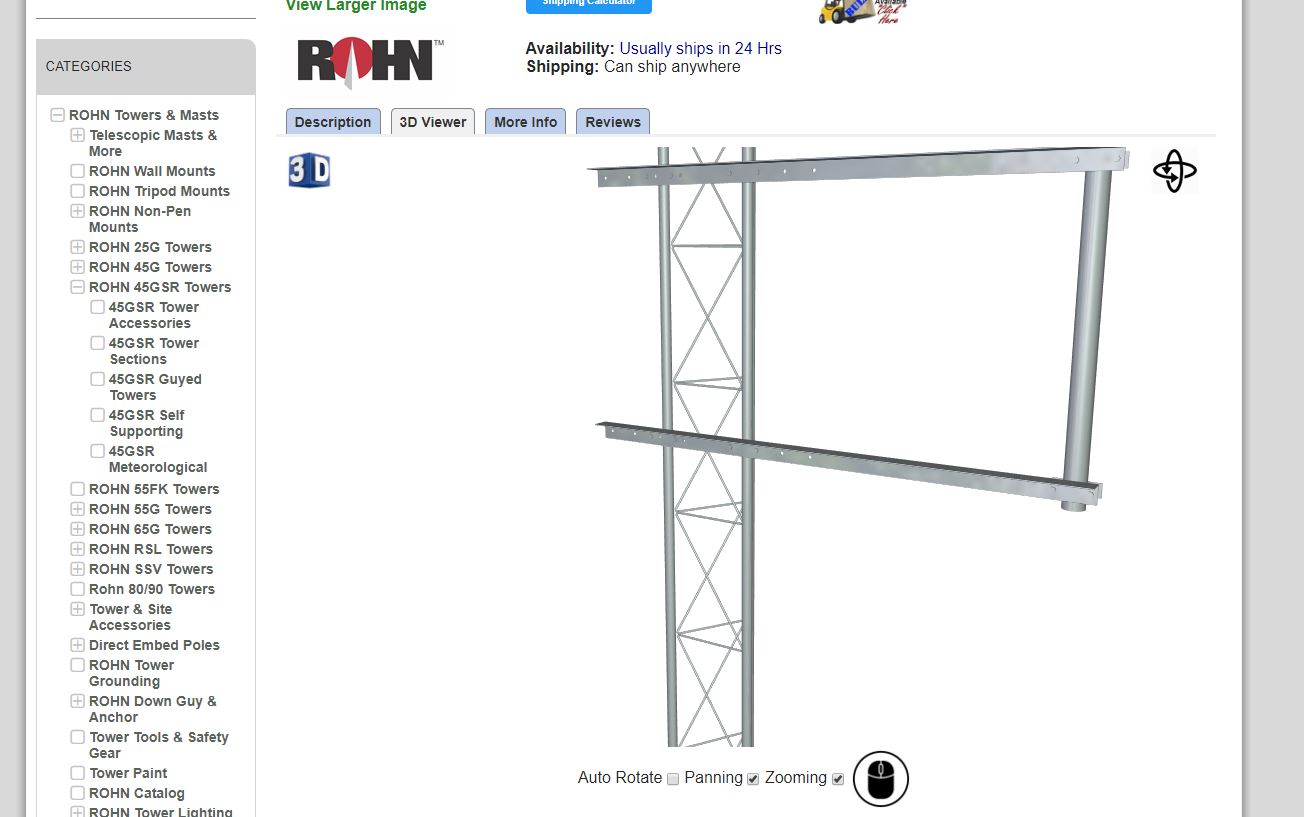 View Larger Image
Shipping Calculator
Available
Click
Here
ROHN™
Availability: Usually ships in 24 Hrs
Shipping: Can ship anywhere
CATEGORIES
ROHN Towers & Masts
Telescopic Masts &
More
ROHN Wall Mounts
ROHN Tripod Mounts
ROHN Non-Pen
Mounts
ROHN 25G Towers
ROHN 45G Towers
ROHN 45GSR Towers
45GSR Tower
Accessories
45GSR Tower
Sections
45GSR Guyed
Towers
45GSR Self
Supporting
45GSR
Meteorological
ROHN 55FK Towers
ROHN 55G Towers
ROHN 65G Towers
ROHN RSL Towers
ROHN SSV Towers
Rohn 80/90 Towers
Tower & Site
Accessories
Direct Embed Poles
ROHN Tower
Grounding
ROHN Down Guy &
Anchor
Tower Tools & Safety
Gear
Tower Paint
ROHN Catalog
ROHN Tower Lighting
Description
3D Viewer
More Info
Reviews
3D
Auto Rotate Panning Zooming